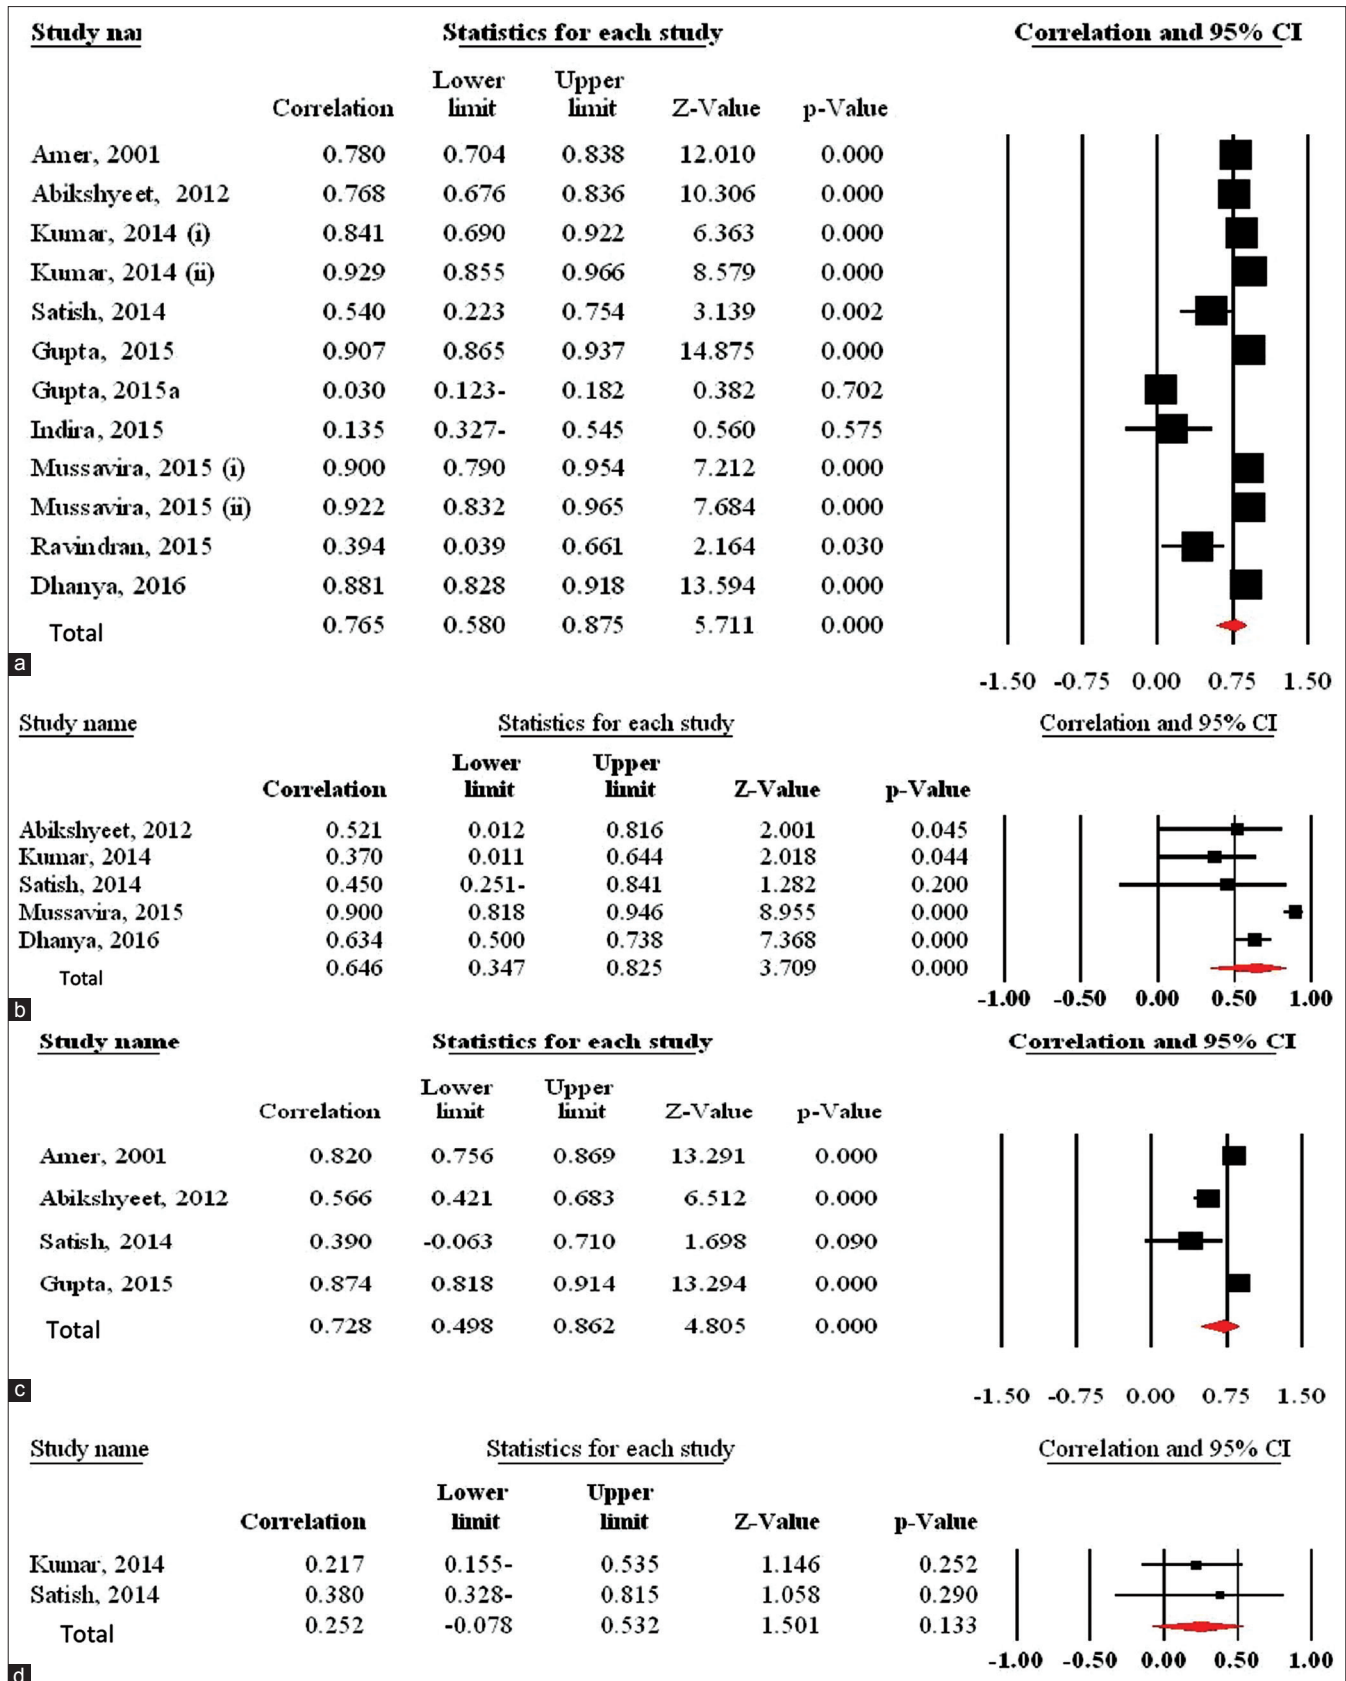 Study nam Statistics for each study Correlation and 95% CI
Lower Upper
Correlation limit limit Z-Value p-Value
Amer, 2001 0.780 0.704 0.838 12.010 0.000
Abikshyeet, 2012 0.768 0.676 0.836 10.306 0.000
Kumar, 2014 (i) 0.841 0.690 0.922 6.363 0.000
Kumar, 2014 (ii) 0.929 0.855 0.966 8.579 0.000
Satish, 2014 0.540 0.223 0.754 3.139 0.002
Gupta, 2015 0.907 0.865 0.937 14.875 0.000
Gupta, 2015a 0.030 0.123- 0.182 0.382 0.702
Indira, 2015 0.135 0.327- 0.545 0.560 0.575
Mussavira, 2015 (i) 0.900 0.790 0.954 7.212 0.000
Mussavira, 2015 (ii) 0.922 0.832 0.965 7.684 0.000
Ravindran, 2015 0.394 0.039 0.661 2.164 0.030
Dhanya, 2016 0.881 0.828 0.918 13.594 0.000
Total 0.765 0.580 0.875 5.711 0.000
a
-1.50 -0.75 0.00 0.75 1.50
Study name Statistics for each study Correlation and 95% CI
Lower Upper
Correlation limit limit Z-Value p-Value
Abikshyeet, 2012 0.521 0.012 0.816 2.001 0.045
Kumar, 2014 0.370 0.011 0.644 2.018 0.044
Satish, 2014 0.450 0.251- 0.841 1.282 0.200
Mussavira, 2015 0.900 0.818 0.946 8.955 0.000
Dhanya, 2016 0.634 0.500 0.738 7.368 0.000
Total 0.646 0.347 0.825 3.709 0.000
-1.00 -0.50 0.00 0.50 1.00
b
Study name Statistics for each study Correlation and 95% CI
Lower Upper
Correlation limit limit Z-Value p-Value
Amer, 2001 0.820 0.756 0.869 13.291 0.000
Abikshyeet, 2012 0.566 0.421 0.683 6.512 0.000
Satish, 2014 0.390 -0.063 0.710 1.698 0.090
Gupta, 2015 0.874 0.818 0.914 13.294 0.000
Total 0.728 0.498 0.862 4.805 0.000
c
-1.50 -0.75 0.00 0.75 1.50
Study name Statistics for each study Correlation and 95% CI
Lower Upper
Correlation limit limit Z-Value p-Value
Kumar, 2014 0.217 0.155- 0.535 1.146 0.252
Satish, 2014 0.380 0.328- 0.815 1.058 0.290
Total 0.252 -0.078 0.532 1.501 0.133
-1.00 -0.50 0.00 0.50 1.00
d